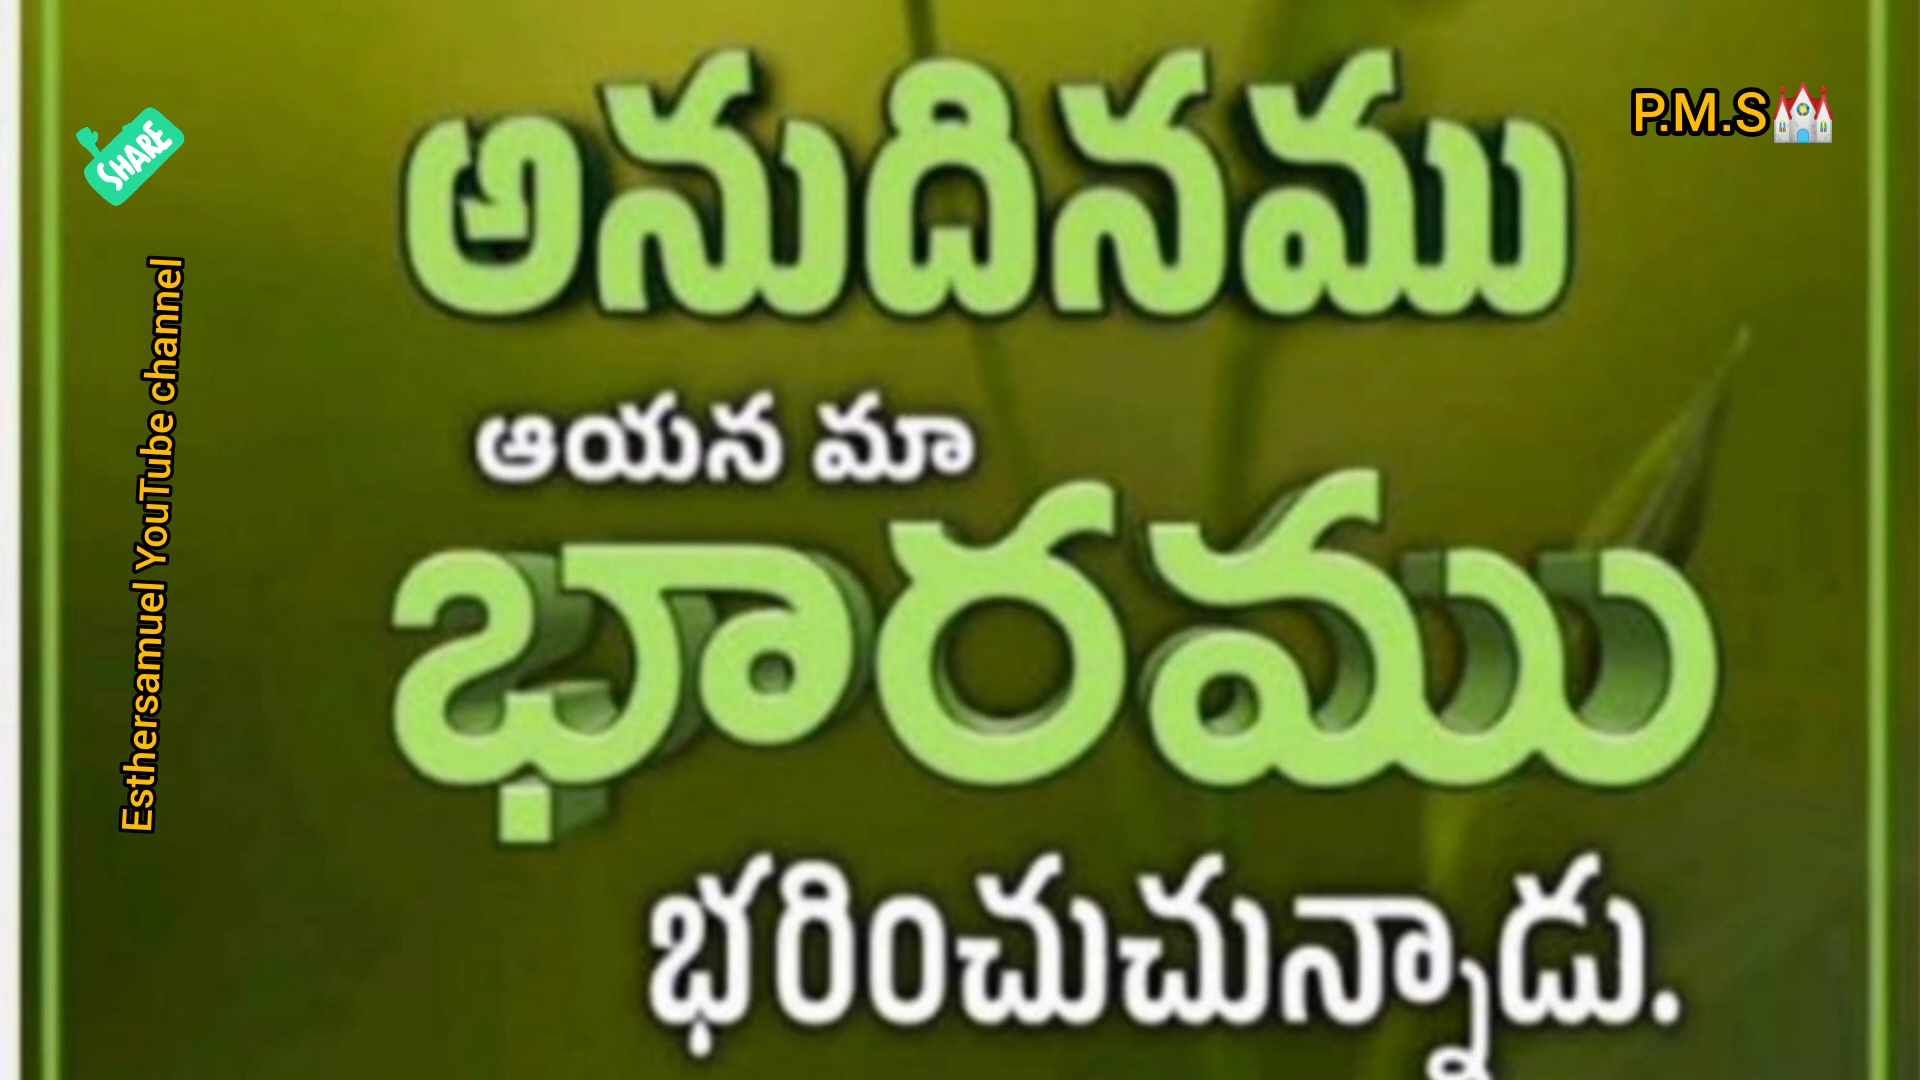 అనుదినము
P.M.S
SHARE
ఆయన మా
భారము
భరించుచున్నాడు.
Esthersamuel YouTube channel